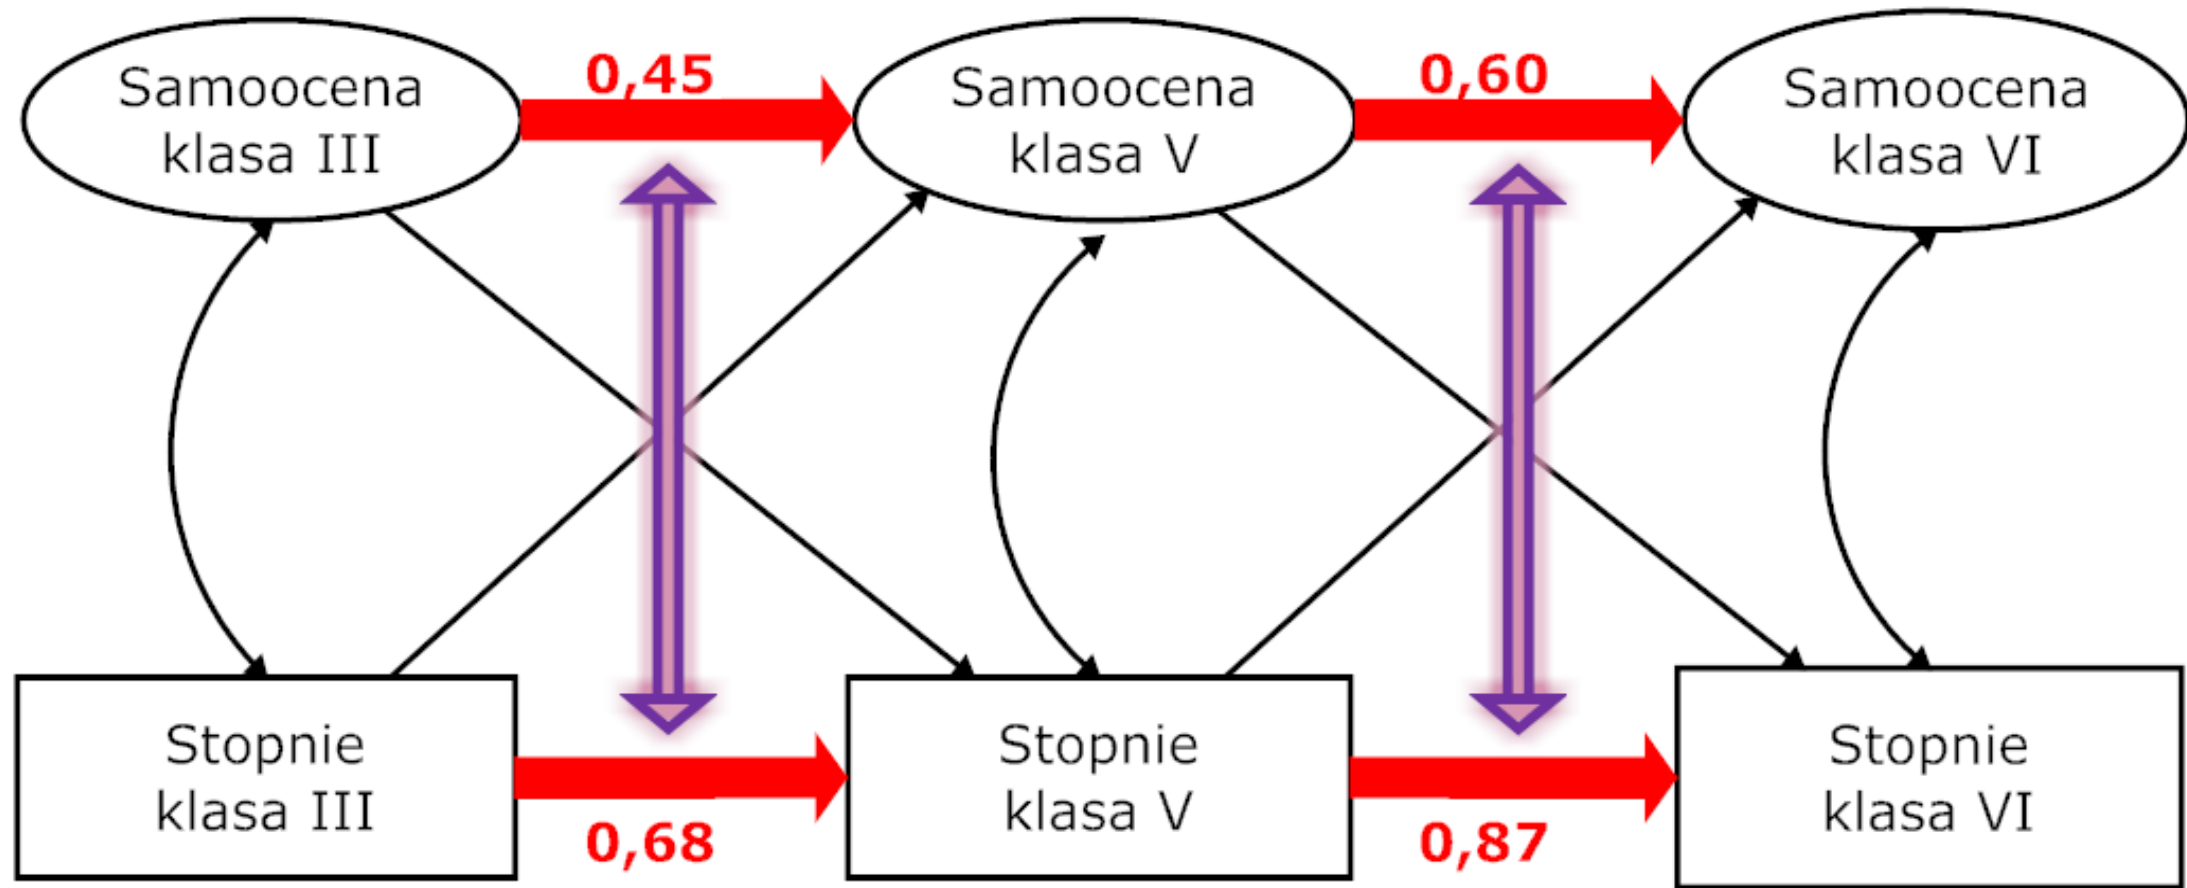 Samoocena
klasa III
0,45
Samoocena
klasa V
0,60
Samoocena
klasa VI
Stopnie
klasa III
0,68
Stopnie
klasa V
0,87
Stopnie
klasa VI